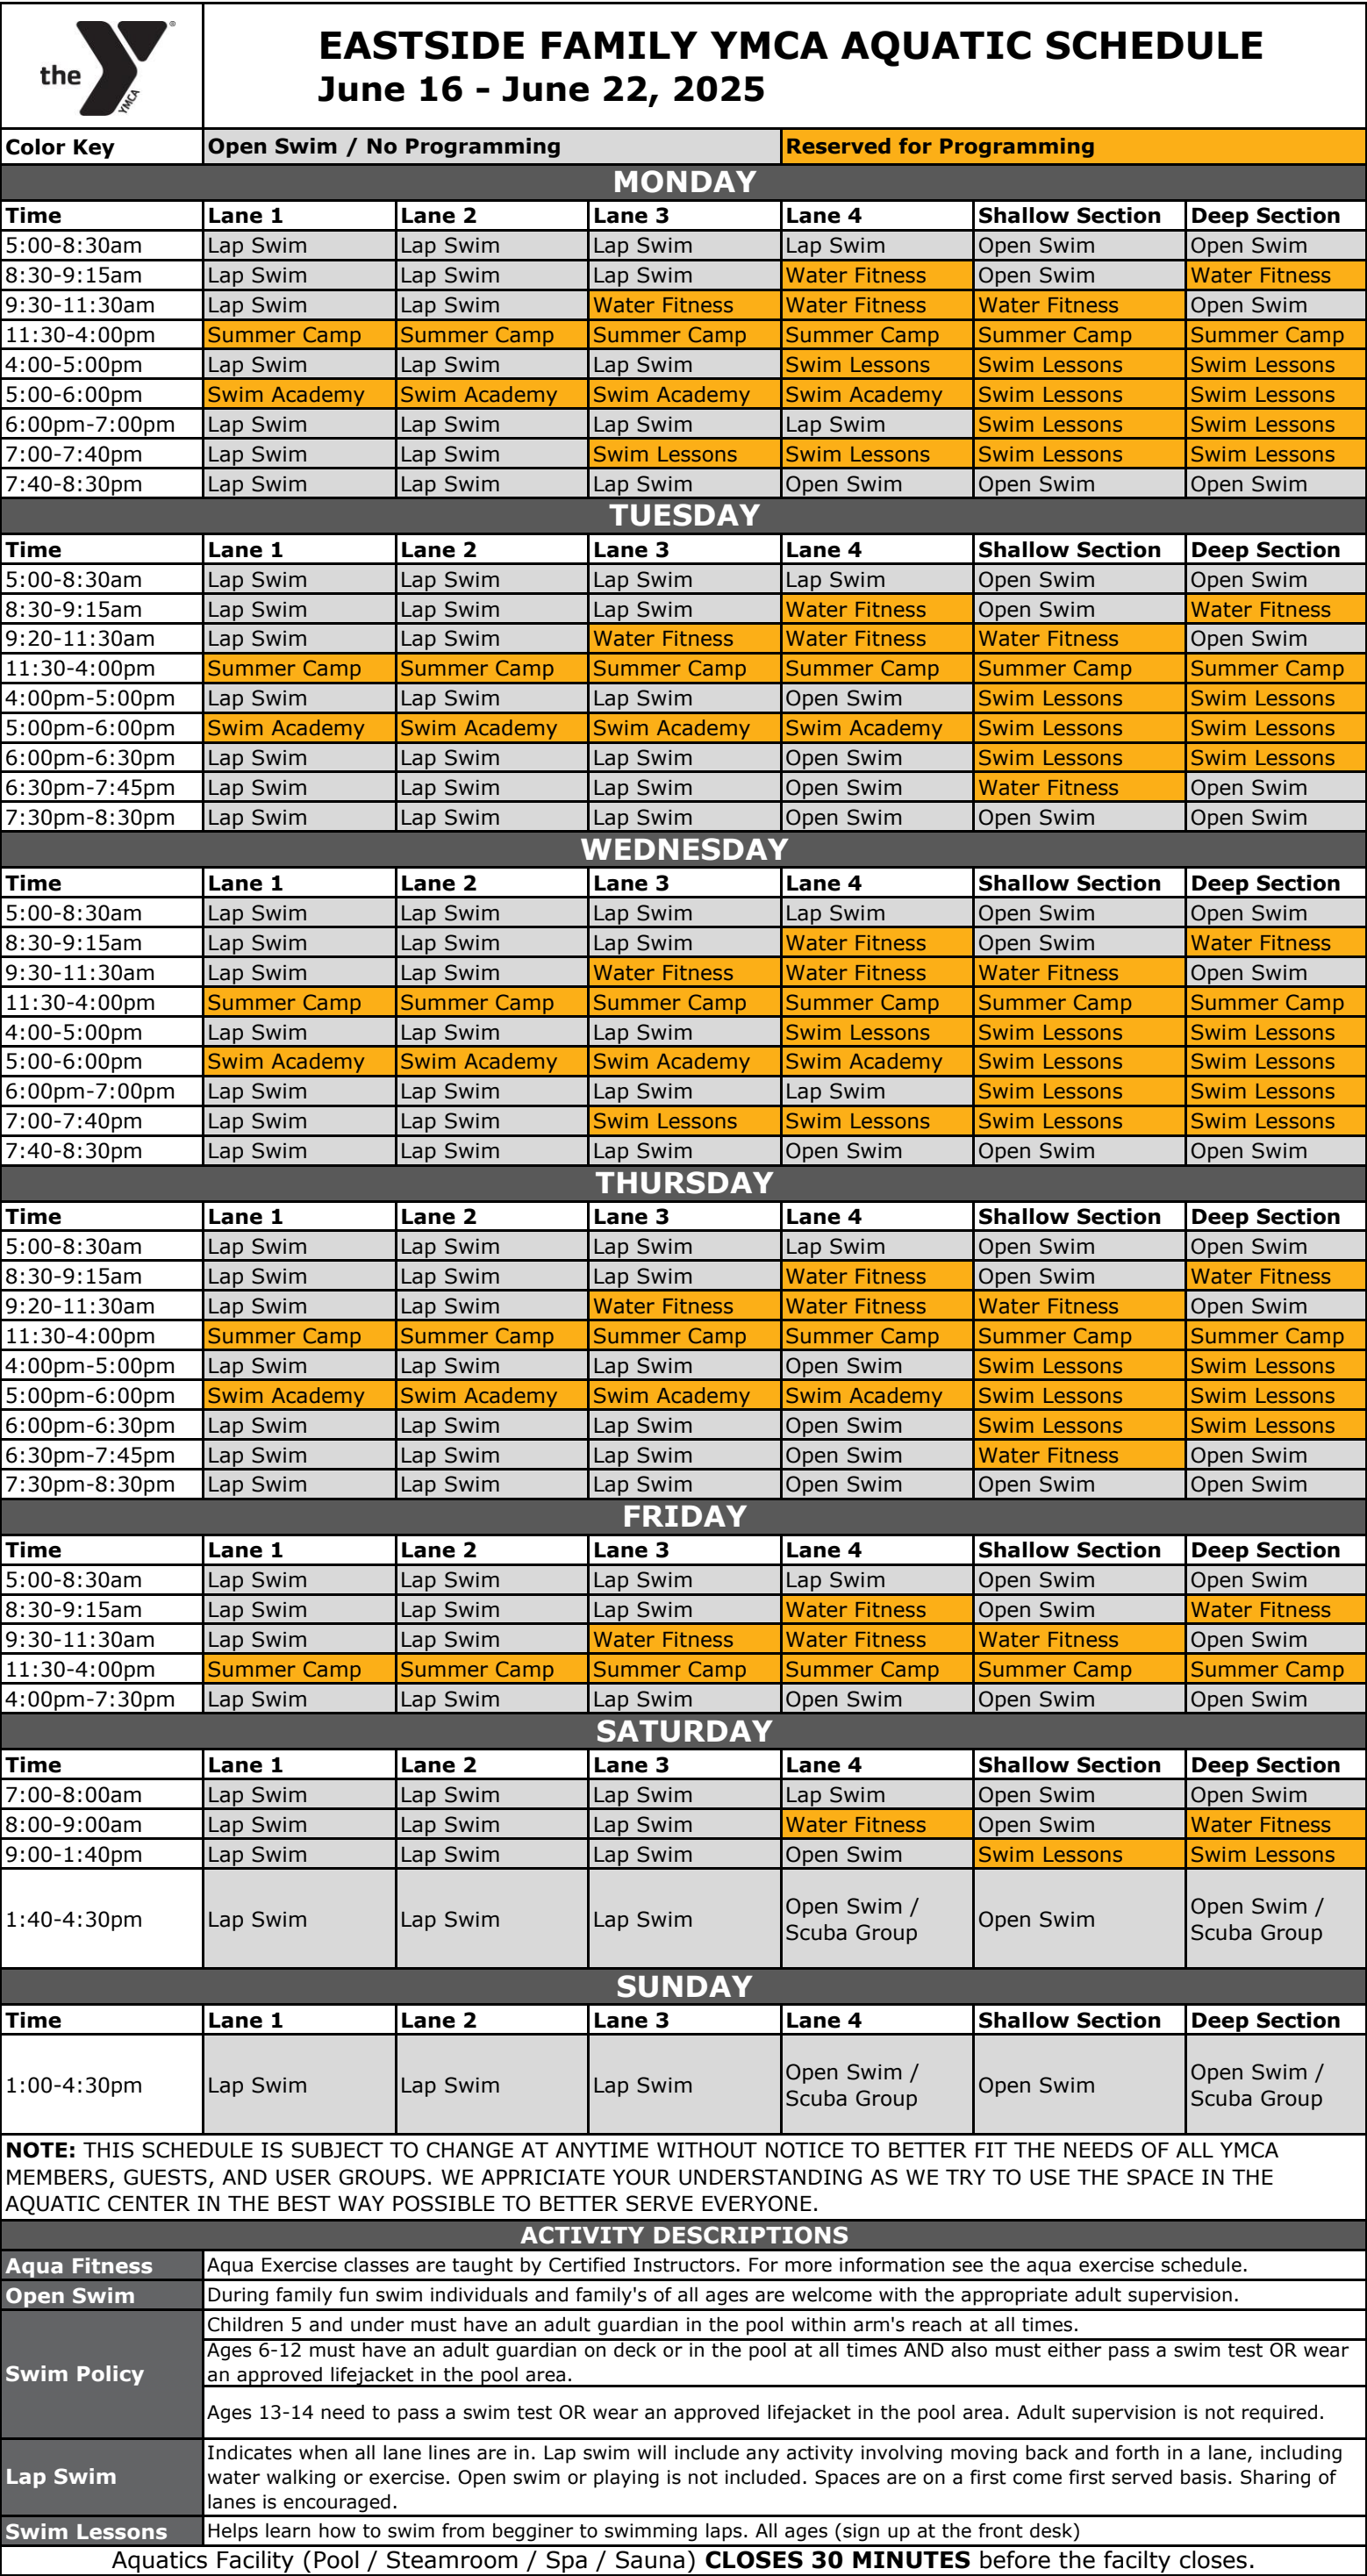 the
YMCA
®
EASTSIDE FAMILY YMCA AQUATIC SCHEDULE
June 16 - June 22, 2025
Color Key Open Swim / No Programming Reserved for Programming
MONDAY
Time Lane 1 Lane 2 Lane 3 Lane 4 Shallow Section Deep Section
5:00-8:30am Lap Swim Lap Swim Lap Swim Lap Swim Open Swim Open Swim
8:30-9:15am Lap Swim Lap Swim Lap Swim Water Fitness Open Swim Water Fitness
9:30-11:30am Lap Swim Lap Swim Water Fitness Water Fitness Water Fitness Open Swim
11:30-4:00pm Summer Camp Summer Camp Summer Camp Summer Camp Summer Camp Summer Camp
4:00-5:00pm Lap Swim Lap Swim Lap Swim Swim Lessons Swim Lessons Swim Lessons
5:00-6:00pm Swim Academy Swim Academy Swim Academy Swim Academy Swim Lessons Swim Lessons
6:00pm-7:00pm Lap Swim Lap Swim Lap Swim Lap Swim Swim Lessons Swim Lessons
7:00-7:40pm Lap Swim Lap Swim Swim Lessons Swim Lessons Swim Lessons Swim Lessons
7:40-8:30pm Lap Swim Lap Swim Lap Swim Open Swim Open Swim Open Swim
TUESDAY
Time Lane 1 Lane 2 Lane 3 Lane 4 Shallow Section Deep Section
5:00-8:30am Lap Swim Lap Swim Lap Swim Lap Swim Open Swim Open Swim
8:30-9:15am Lap Swim Lap Swim Lap Swim Water Fitness Open Swim Water Fitness
9:20-11:30am Lap Swim Lap Swim Water Fitness Water Fitness Water Fitness Open Swim
11:30-4:00pm Summer Camp Summer Camp Summer Camp Summer Camp Summer Camp Summer Camp
4:00pm-5:00pm Lap Swim Lap Swim Lap Swim Open Swim Swim Lessons Swim Lessons
5:00pm-6:00pm Swim Academy Swim Academy Swim Academy Swim Academy Swim Lessons Swim Lessons
6:00pm-6:30pm Lap Swim Lap Swim Lap Swim Open Swim Swim Lessons Swim Lessons
6:30pm-7:45pm Lap Swim Lap Swim Lap Swim Open Swim Water Fitness Open Swim
7:30pm-8:30pm Lap Swim Lap Swim Lap Swim Open Swim Open Swim Open Swim
WEDNESDAY
Time Lane 1 Lane 2 Lane 3 Lane 4 Shallow Section Deep Section
5:00-8:30am Lap Swim Lap Swim Lap Swim Lap Swim Open Swim Open Swim
8:30-9:15am Lap Swim Lap Swim Lap Swim Water Fitness Open Swim Water Fitness
9:30-11:30am Lap Swim Lap Swim Water Fitness Water Fitness Water Fitness Open Swim
11:30-4:00pm Summer Camp Summer Camp Summer Camp Summer Camp Summer Camp Summer Camp
4:00-5:00pm Lap Swim Lap Swim Lap Swim Swim Lessons Swim Lessons Swim Lessons
5:00-6:00pm Swim Academy Swim Academy Swim Academy Swim Academy Swim Lessons Swim Lessons
6:00pm-7:00pm Lap Swim Lap Swim Lap Swim Lap Swim Swim Lessons Swim Lessons
7:00-7:40pm Lap Swim Lap Swim Swim Lessons Swim Lessons Swim Lessons Swim Lessons
7:40-8:30pm Lap Swim Lap Swim Lap Swim Open Swim Open Swim Open Swim
THURSDAY
Time Lane 1 Lane 2 Lane 3 Lane 4 Shallow Section Deep Section
5:00-8:30am Lap Swim Lap Swim Lap Swim Lap Swim Open Swim Open Swim
8:30-9:15am Lap Swim Lap Swim Lap Swim Water Fitness Open Swim Water Fitness
9:20-11:30am Lap Swim Lap Swim Water Fitness Water Fitness Water Fitness Open Swim
11:30-4:00pm Summer Camp Summer Camp Summer Camp Summer Camp Summer Camp Summer Camp
4:00pm-5:00pm Lap Swim Lap Swim Lap Swim Open Swim Swim Lessons Swim Lessons
5:00pm-6:00pm Swim Academy Swim Academy Swim Academy Swim Academy Swim Lessons Swim Lessons
6:00pm-6:30pm Lap Swim Lap Swim Lap Swim Open Swim Swim Lessons Swim Lessons
6:30pm-7:45pm Lap Swim Lap Swim Lap Swim Open Swim Water Fitness Open Swim
7:30pm-8:30pm Lap Swim Lap Swim Lap Swim Open Swim Open Swim Open Swim
FRIDAY
Time Lane 1 Lane 2 Lane 3 Lane 4 Shallow Section Deep Section
5:00-8:30am Lap Swim Lap Swim Lap Swim Lap Swim Open Swim Open Swim
8:30-9:15am Lap Swim Lap Swim Lap Swim Water Fitness Open Swim Water Fitness
9:30-11:30am Lap Swim Lap Swim Water Fitness Water Fitness Water Fitness Open Swim
11:30-4:00pm Summer Camp Summer Camp Summer Camp Summer Camp Summer Camp Summer Camp
4:00pm-7:30pm Lap Swim Lap Swim Lap Swim Open Swim Open Swim Open Swim
SATURDAY
Time Lane 1 Lane 2 Lane 3 Lane 4 Shallow Section Deep Section
7:00-8:00am Lap Swim Lap Swim Lap Swim Lap Swim Open Swim Open Swim
8:00-9:00am Lap Swim Lap Swim Lap Swim Water Fitness Open Swim Water Fitness
9:00-1:40pm Lap Swim Lap Swim Lap Swim Open Swim Swim Lessons Swim Lessons
1:40-4:30pm Lap Swim Lap Swim Lap Swim Open Swim / Scuba Group Open Swim Open Swim / Scuba Group
SUNDAY
Time Lane 1 Lane 2 Lane 3 Lane 4 Shallow Section Deep Section
1:00-4:30pm Lap Swim Lap Swim Lap Swim Open Swim / Scuba Group Open Swim Open Swim / Scuba Group
NOTE: THIS SCHEDULE IS SUBJECT TO CHANGE AT ANYTIME WITHOUT NOTICE TO BETTER FIT THE NEEDS OF ALL YMCA
MEMBERS, GUESTS, AND USER GROUPS. WE APPRICIATE YOUR UNDERSTANDING AS WE TRY TO USE THE SPACE IN THE
AQUATIC CENTER IN THE BEST WAY POSSIBLE TO BETTER SERVE EVERYONE.
ACTIVITY DESCRIPTIONS
Aqua Fitness Aqua Exercise classes are taught by Certified Instructors. For more information see the aqua exercise schedule.
Open Swim During family fun swim individuals and family's of all ages are welcome with the appropriate adult supervision.
Swim Policy
Children 5 and under must have an adult guardian in the pool within arm's reach at all times.
Ages 6-12 must have an adult guardian on deck or in the pool at all times AND also must either pass a swim test OR wear
an approved lifejacket in the pool area.
Ages 13-14 need to pass a swim test OR wear an approved lifejacket in the pool area. Adult supervision is not required.
Lap Swim
Indicates when all lane lines are in. Lap swim will include any activity involving moving back and forth in a lane, including
water walking or exercise. Open swim or playing is not included. Spaces are on a first come first served basis. Sharing of
lanes is encouraged.
Swim Lessons Helps learn how to swim from begginer to swimming laps. All ages (sign up at the front desk)
Aquatics Facility (Pool / Steamroom / Spa / Sauna) CLOSES 30 MINUTES before the facilty closes.